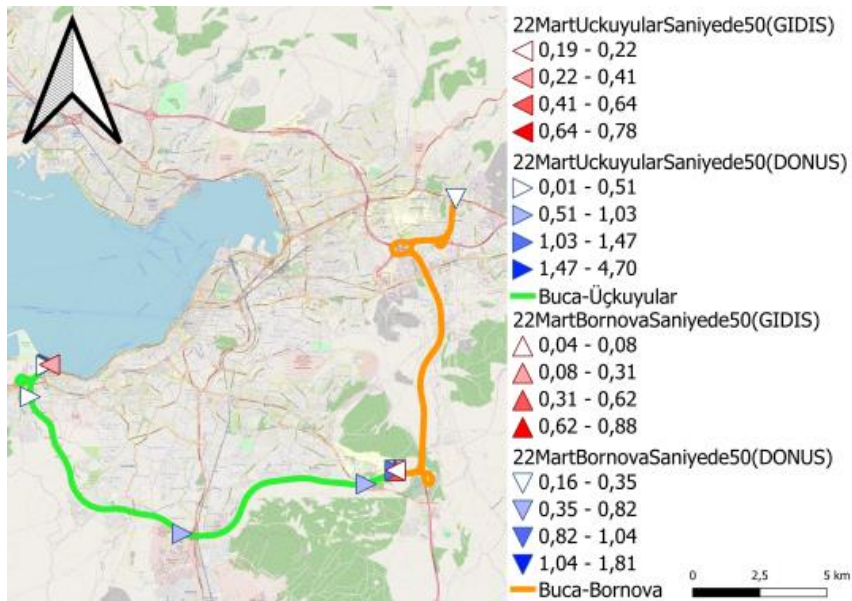 22MartUckuyularSaniyede50(GIDIS)
0,19 - 0,22
0,22 - 0,41
0,41 - 0,64
0,64 - 0,78
22MartUckuyularSaniyede50(DONUS)
0,01 - 0,51
0,51 - 1,03
1,03 - 1,47
1,47 - 4,70
Buca-Üçkuyular
22MartBornovaSaniyede50(GIDIS)
0,04 - 0,08
0,08 - 0,31
0,31 - 0,62
0,62 - 0,88
22MartBornovaSaniyede50(DONUS)
0,16 - 0,35
0,35 - 0,82
0,82 - 1,04
1,04 - 1,81
Buca-Bornova
0 2,5 5 km